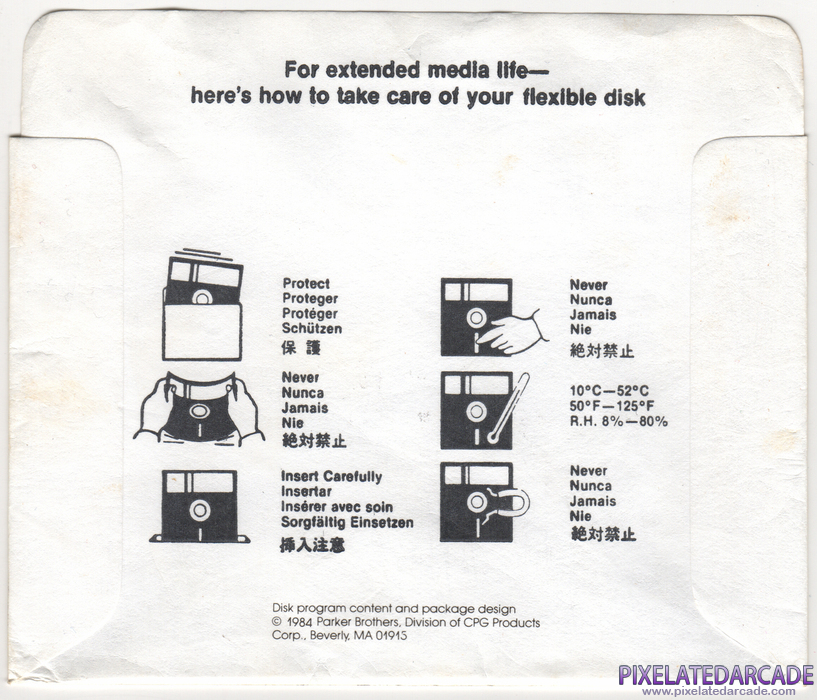 For extended media life—
here's how to take care of your flexible disk
Protect
Proteger
Protéger
Schützen
保護
Never
Nunca
Jamais
Nie
絶対禁止
Insert Carefully
Insertar
Insérer avec soin
Sorgfältig Einsetzen
挿入注意
Never
Nunca
Jamais
Nie
絶対禁止
10°C—52°C
50°F—125°F
R.H. 8%—80%
Never
Nunca
Jamais
Nie
絶対禁止
Disk program content and package design
© 1984 Parker Brothers, Division of CPG Products
Corp., Beverly, MA 01915
PIXELATEDARCADE
www.pixelatedarcade.com